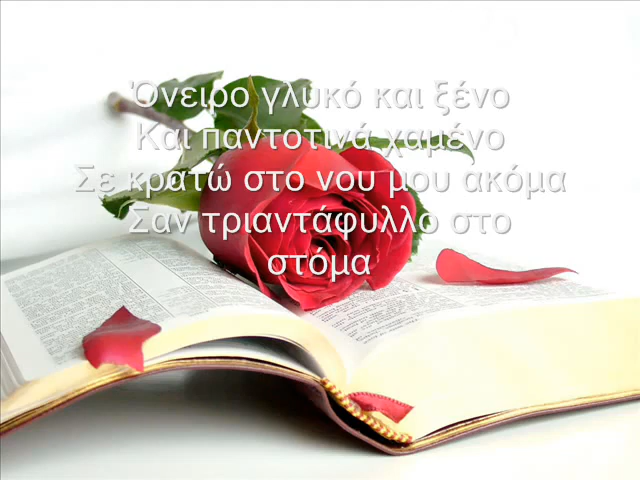 Όνειρο γλυκό και ξένο
Και παντοτινά χαμένο
Σε κρατώ στο νου μου ακόμα
Σαν τριαντάφυλλο στο
στόμα